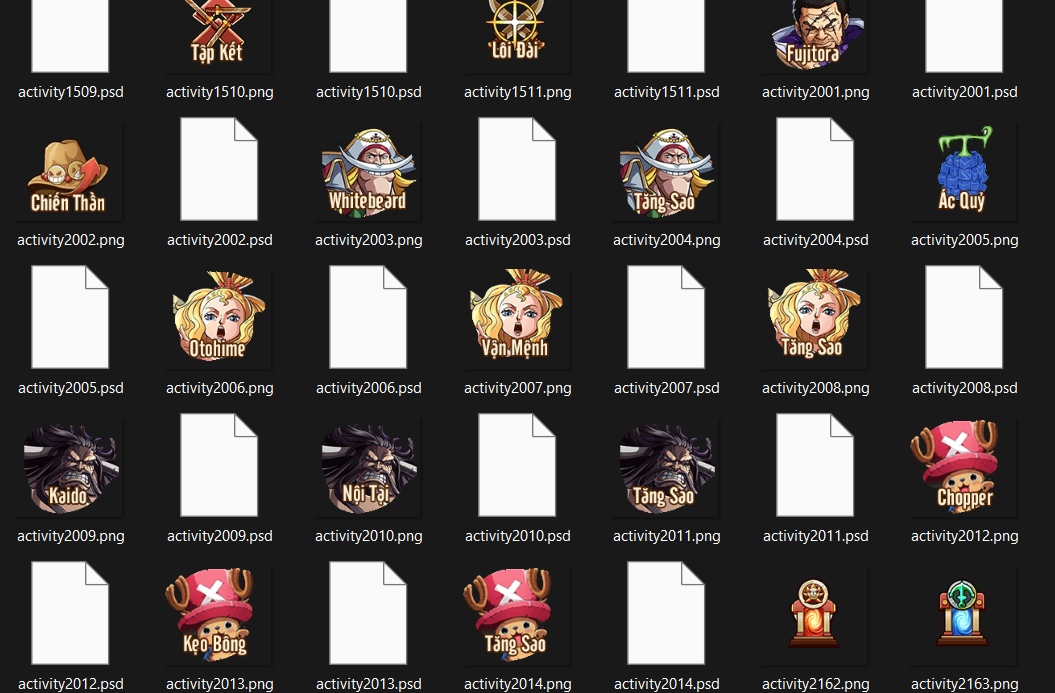 Tập Kết
Lôi Đài
Fujitora
activity1509.psd
activity1510.png
activity1510.psd
activity1511.png
activity1511.psd
activity2001.png
activity2001.psd
Chiến Thần
Whitebeard
Tăng Sao
Ác Quỷ
activity2002.png
activity2002.psd
activity2003.png
activity2003.psd
activity2004.png
activity2004.psd
activity2005.png
Otohime
Vận Mệnh
Tăng Sao
activity2005.psd
activity2006.png
activity2006.psd
activity2007.png
activity2007.psd
activity2008.png
activity2008.psd
Kaido
Nội Tại
Tăng Sao
Chopper
activity2009.png
activity2009.psd
activity2010.png
activity2010.psd
activity2011.png
activity2011.psd
activity2012.png
Kẹo Bông
Tăng Sao
activity2012.psd
activity2013.png
activity2013.psd
activity2014.png
activity2014.psd
activity2162.png
activity2163.png